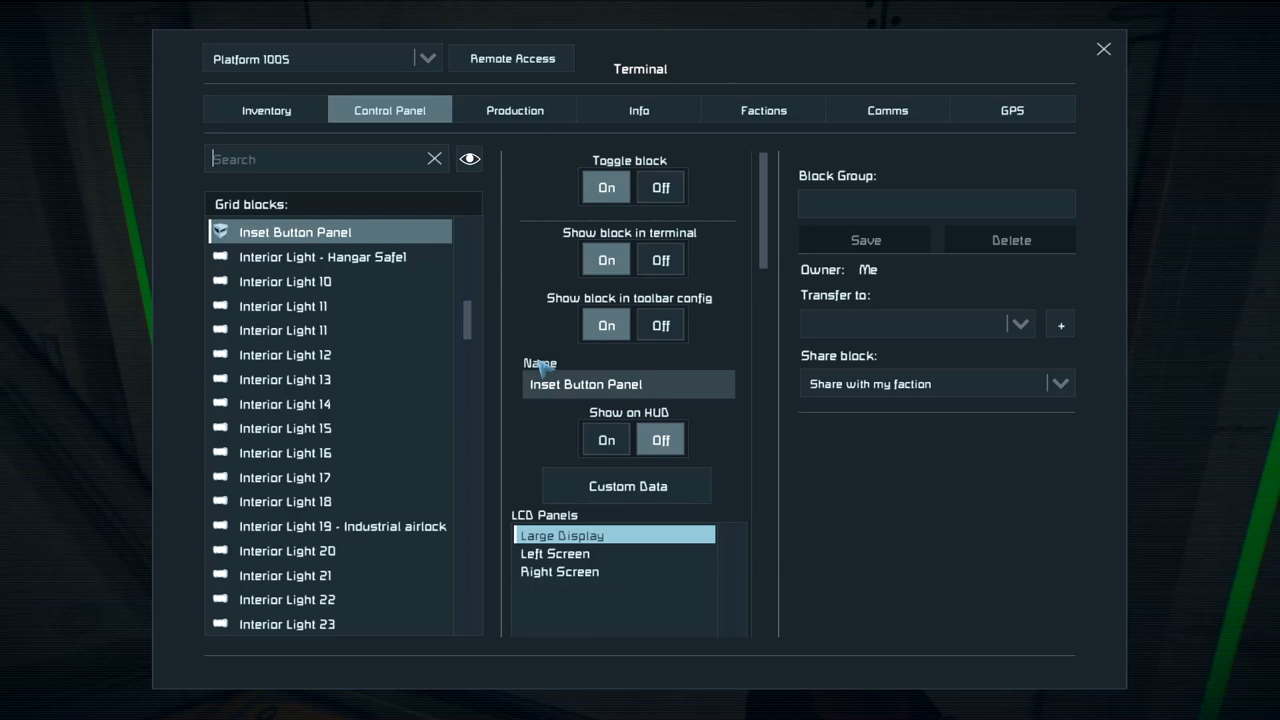 Platform 1005
Remote Access
Terminal
Inventory
Control Panel
Production
Info
Factions
Comms
GPS
Search
Grid blocks:
Inset Button Panel
Interior Light - Hangar Safe1
Interior Light 10
Interior Light 11
Interior Light 11
Interior Light 12
Interior Light 13
Interior Light 14
Interior Light 15
Interior Light 16
Interior Light 17
Interior Light 18
Interior Light 19 - Industrial airlock
Interior Light 20
Interior Light 21
Interior Light 22
Interior Light 23
Toggle block
On Off
Show block in terminal
On Off
Show block in toolbar config
On Off
Name
Inset Button Panel
Show on HUD
On Off
Custom Data
LCD Panels
Large Display
Left Screen
Right Screen
Block Group:
Save
Delete
Owner: Me
Transfer to:
+
Share block:
Share with my faction